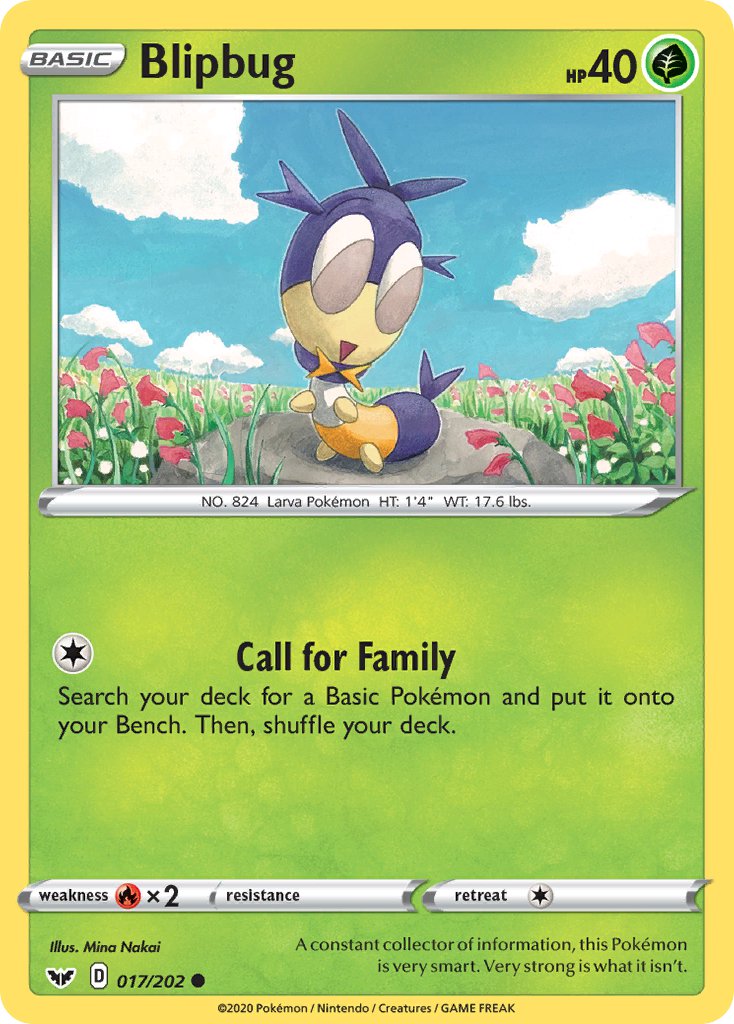 BASIC Blipbug HP40
NO. 824 Larva Pokémon HT: 1'4" WT: 17.6 lbs.
Call for Family
Search your deck for a Basic Pokémon and put it onto
your Bench. Then, shuffle your deck.
weakness ×2 resistance retreat
Illus. Mina Nakai
A constant collector of information, this Pokémon
is very smart. Very strong is what it isn't.
D 017/202
©2020 Pokémon / Nintendo / Creatures / GAME FREAK